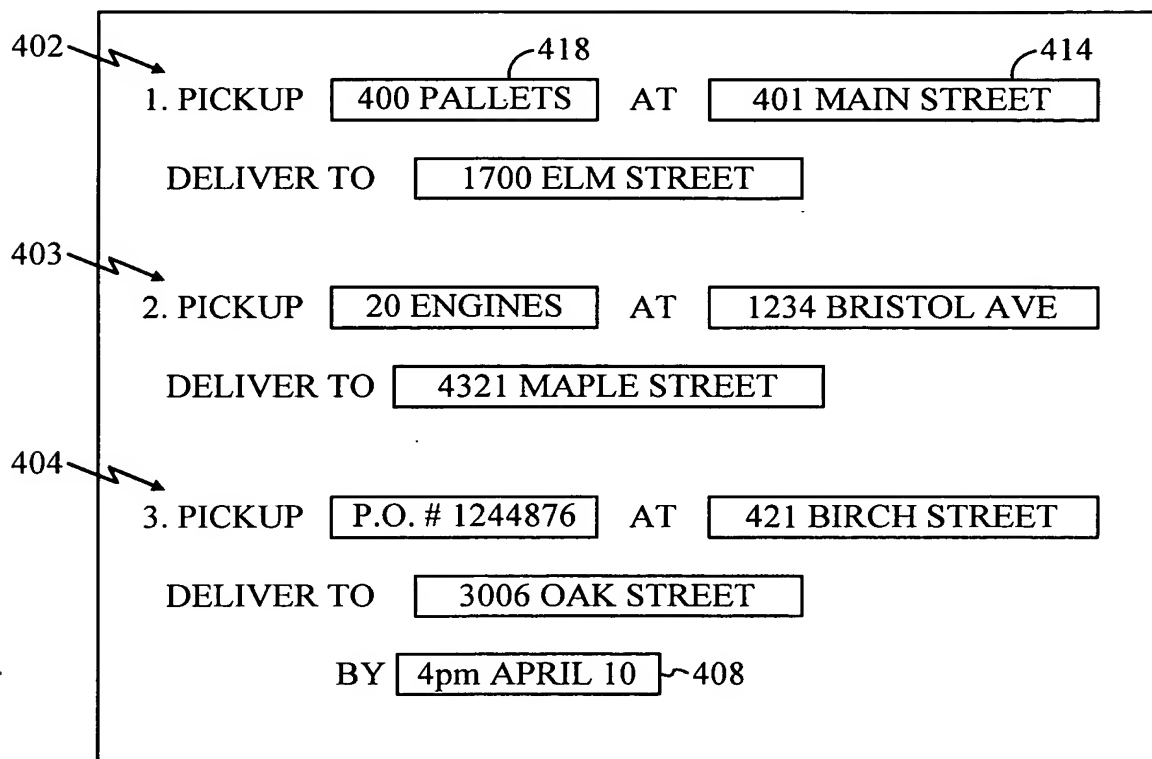 402 418 414
1. PICKUP 400 PALLETS AT 401 MAIN STREET
DELIVER TO 1700 ELM STREET
403
2. PICKUP 20 ENGINES AT 1234 BRISTOL AVE
DELIVER TO 4321 MAPLE STREET
404
3. PICKUP P.O. # 1244876 AT 421 BIRCH STREET
DELIVER TO 3006 OAK STREET
BY 4pm APRIL 10 408